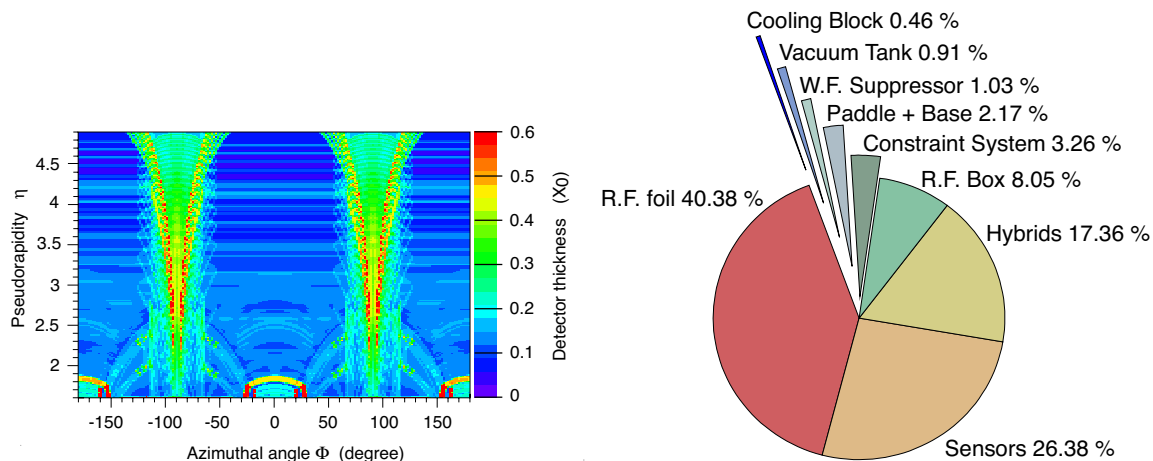 4.5
4
3.5
3
2.5
2
Pseudorapidity η
-150 -100 -50 0 50 100 150
Azimuthal angle Φ (degree)
0.6
0.5
0.4
0.3
0.2
0.1
0
Detector thickness (X0)
Cooling Block 0.46 %
Vacuum Tank 0.91 %
W.F. Suppressor 1.03 %
Paddle + Base 2.17 %
Constraint System 3.26 %
R.F. Box 8.05 %
R.F. foil 40.38 %
Hybrids 17.36 %
Sensors 26.38 %